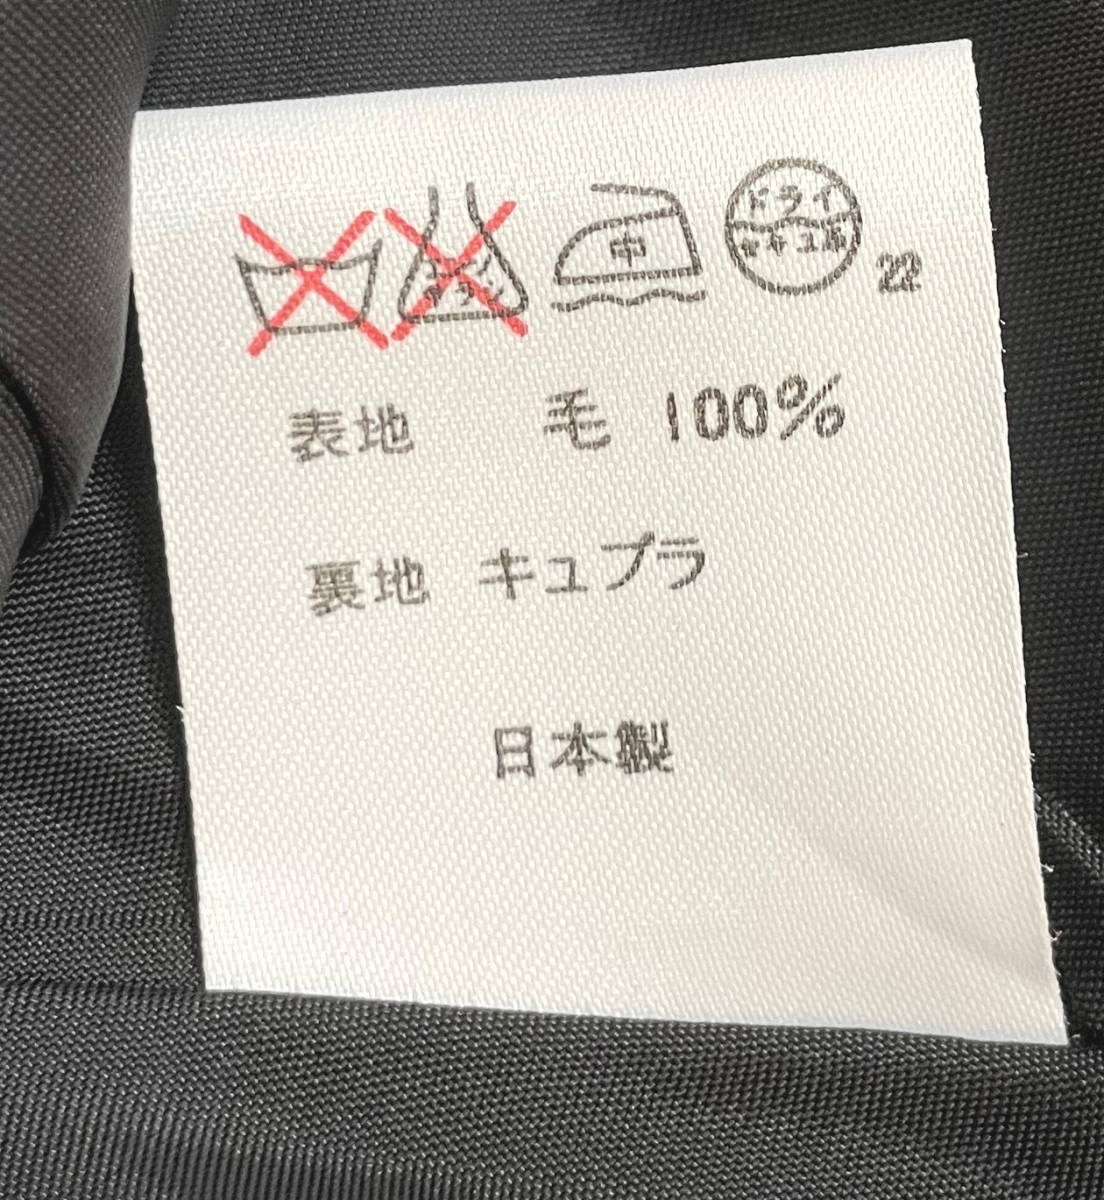 中 ドライ
セキユ系 22
表地 毛 100%
裏地 キュプラ
日本製